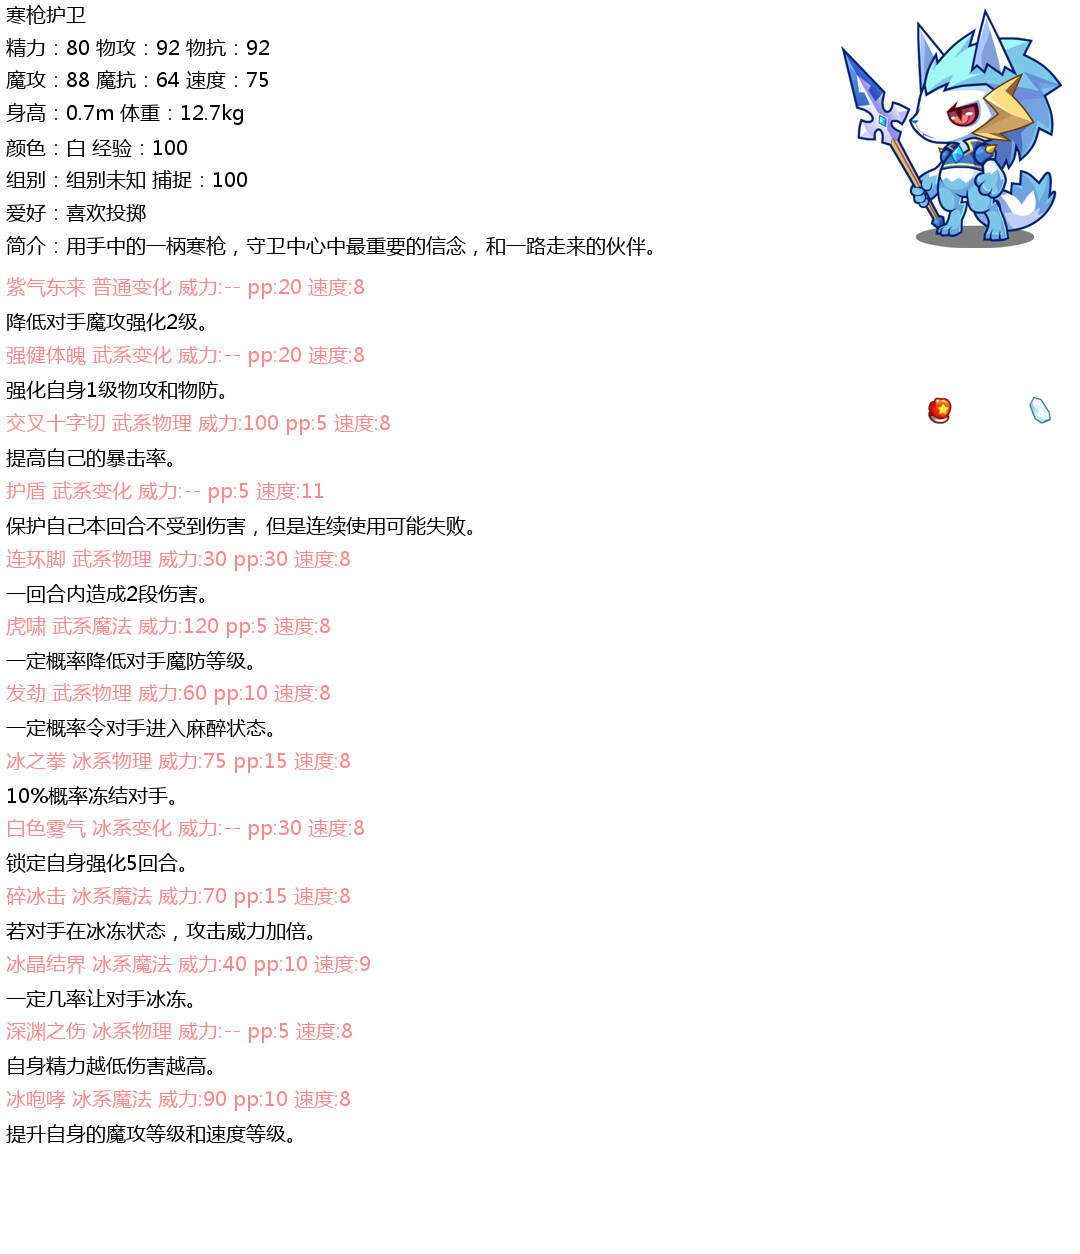 寒枪护卫
精力：80 物攻：92 物抗：92
魔攻：88 魔抗：64 速度：75
身高：0.7m 体重：12.7kg
颜色：白 经验：100
组别：组别未知 捕捉：100
爱好：喜欢投掷
简介：用手中的一柄寒枪，守卫中心中最重要的信念，和一路走来的伙伴。
紫气东来 普通变化 威力:-- pp:20 速度:8
降低对手魔攻强化2级。
强健体魄 武系变化 威力:-- pp:20 速度:8
强化自身1级物攻和物防。
交叉十字切 武系物理 威力:100 pp:5 速度:8
提高自己的暴击率。
护盾 武系变化 威力:-- pp:5 速度:11
保护自己本回合不受到伤害，但是连续使用可能失败。
连环脚 武系物理 威力:30 pp:30 速度:8
一回合内造成2段伤害。
虎啸 武系魔法 威力:120 pp:5 速度:8
一定概率降低对手魔防等级。
发劲 武系物理 威力:60 pp:10 速度:8
一定概率令对手进入麻醉状态。
冰之拳 冰系物理 威力:75 pp:15 速度:8
10%概率冻结对手。
白色雾气 冰系变化 威力:-- pp:30 速度:8
锁定自身强化5回合。
碎冰击 冰系魔法 威力:70 pp:15 速度:8
若对手在冰冻状态，攻击威力加倍。
冰晶结界 冰系魔法 威力:40 pp:10 速度:9
一定几率让对手冰冻。
深渊之伤 冰系物理 威力:-- pp:5 速度:8
自身精力越低伤害越高。
冰咆哮 冰系魔法 威力:90 pp:10 速度:8
提升自身的魔攻等级和速度等级。